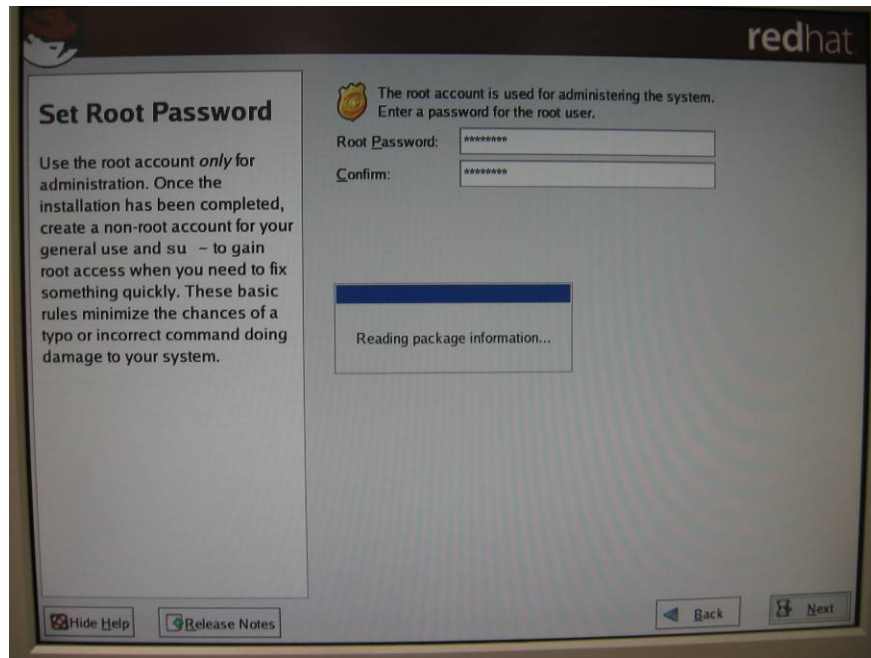 redhat
Set Root Password
Use the root account only for
administration. Once the
installation has been completed,
create a non-root account for your
general use and su – to gain
root access when you need to fix
something quickly. These basic
rules minimize the chances of a
typo or incorrect command doing
damage to your system.
The root account is used for administering the system.
Enter a password for the root user.
Root Password: ********
Confirm: ********
Reading package information...
Hide Help
Release Notes
Back
Next